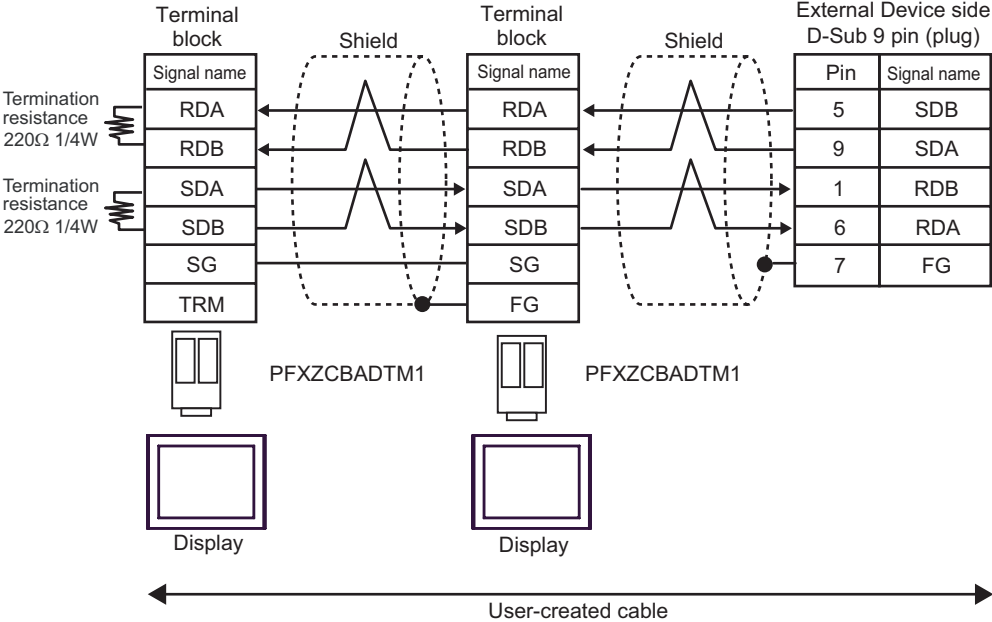 Terminal
block
Shield
Terminal
block
Shield
External Device side
D-Sub 9 pin (plug)
Signal name
Signal name
Pin
Signal name
Termination
resistance
220Ω 1/4W
RDA
RDA
5
SDB
RDB
RDB
9
SDA
Termination
resistance
220Ω 1/4W
SDA
SDA
1
RDB
SDB
SDB
6
RDA
SG
SG
7
FG
TRM
FG
PFXZCBADTM1
PFXZCBADTM1
Display
Display
User-created cable